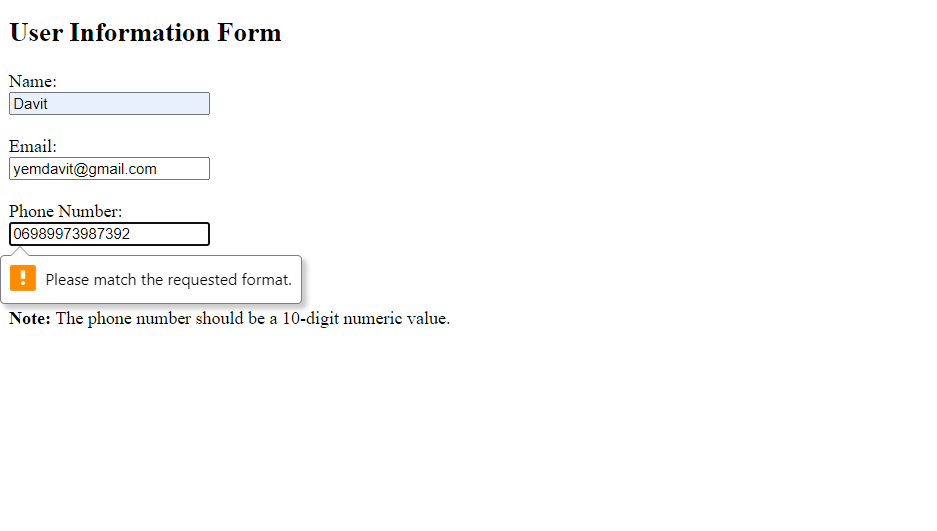 User Information Form
Name:
Davit
Email:
yemdavit@gmail.com
Phone Number:
06989973987392
Please match the requested format.
Note: The phone number should be a 10-digit numeric value.